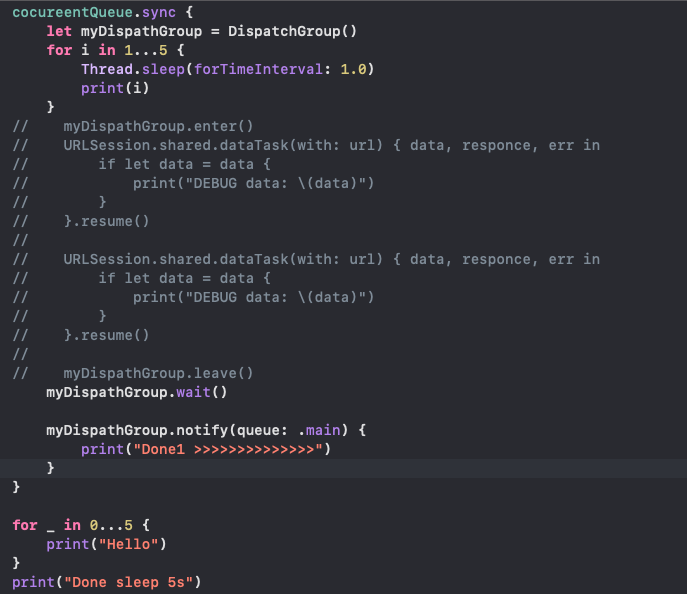 cocureentQueue.sync {
    let myDispathGroup = DispatchGroup()
    for i in 1...5 {
        Thread.sleep(forTimeInterval: 1.0)
        print(i)
    }
//    myDispathGroup.enter()
//    URLSession.shared.dataTask(with: url) { data, responce, err in
//        if let data = data {
//            print("DEBUG data: \(data)")
//        }
//    }.resume()
//
//    URLSession.shared.dataTask(with: url) { data, responce, err in
//        if let data = data {
//            print("DEBUG data: \(data)")
//        }
//    }.resume()
//
//    myDispathGroup.leave()
    myDispathGroup.wait()

    myDispathGroup.notify(queue: .main) {
        print("Done1 >>>>>>>>>>>>>>")
    }
}

for _ in 0...5 {
    print("Hello")
}
print("Done sleep 5s")